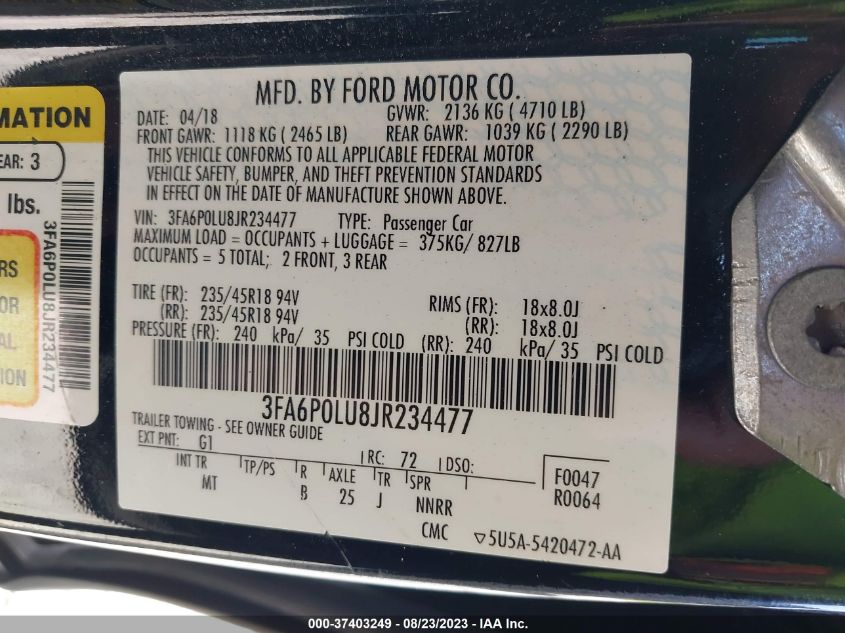 MFD. BY FORD MOTOR CO.
DATE: 04/18 GVWR: 2136 KG ( 4710 LB)
FRONT GAWR: 1118 KG ( 2465 LB) REAR GAWR: 1039 KG ( 2290 LB)
THIS VEHICLE CONFORMS TO ALL APPLICABLE FEDERAL MOTOR
VEHICLE SAFETY, BUMPER, AND THEFT PREVENTION STANDARDS
IN EFFECT ON THE DATE OF MANUFACTURE SHOWN ABOVE.
VIN: 3FA6P0LU8JR234477 TYPE: Passenger Car
MAXIMUM LOAD = OCCUPANTS + LUGGAGE = 375KG/ 827LB
OCCUPANTS = 5 TOTAL; 2 FRONT, 3 REAR
TIRE (FR): 235/45R18 94V RIMS (FR): 18x8.0J
(RR): 235/45R18 94V (RR): 18x8.0J
PRESSURE (FR): 240 kPa/ 35 PSI COLD (RR): 240 kPa/ 35 PSI COLD
3FA6P0LU8JR234477
TRAILER TOWING - SEE OWNER GUIDE
EXT PNT: G1 RC: 72 DSO: F0047
R0064
INT TR TP/PS R AXLE TR SPR
MT B 25 J NNRR
CMC ▽5U5A-5420472-AA
MATION
EAR: 3
lbs.
3FA6P0LU8JR234477
RS
OR
AL
ION
000-37403249 - 08/23/2023 - IAA Inc.